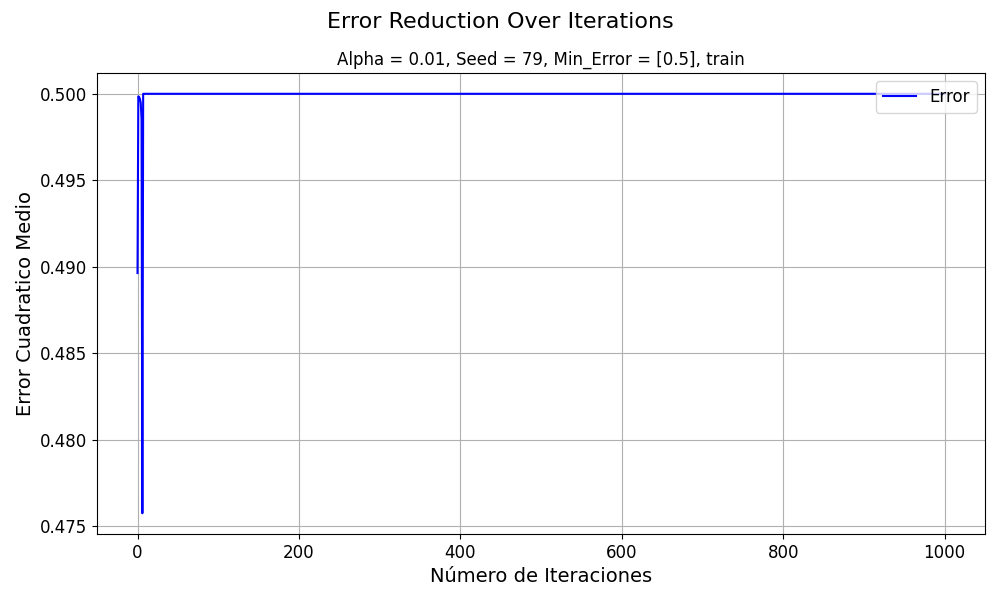 Error Reduction Over Iterations
Alpha = 0.01, Seed = 79, Min_Error = [0.5], train
Error
0.500
0.495
0.490
0.485
0.480
0.475
Error Cuadratico Medio
0
200
400
600
800
1000
Número de Iteraciones